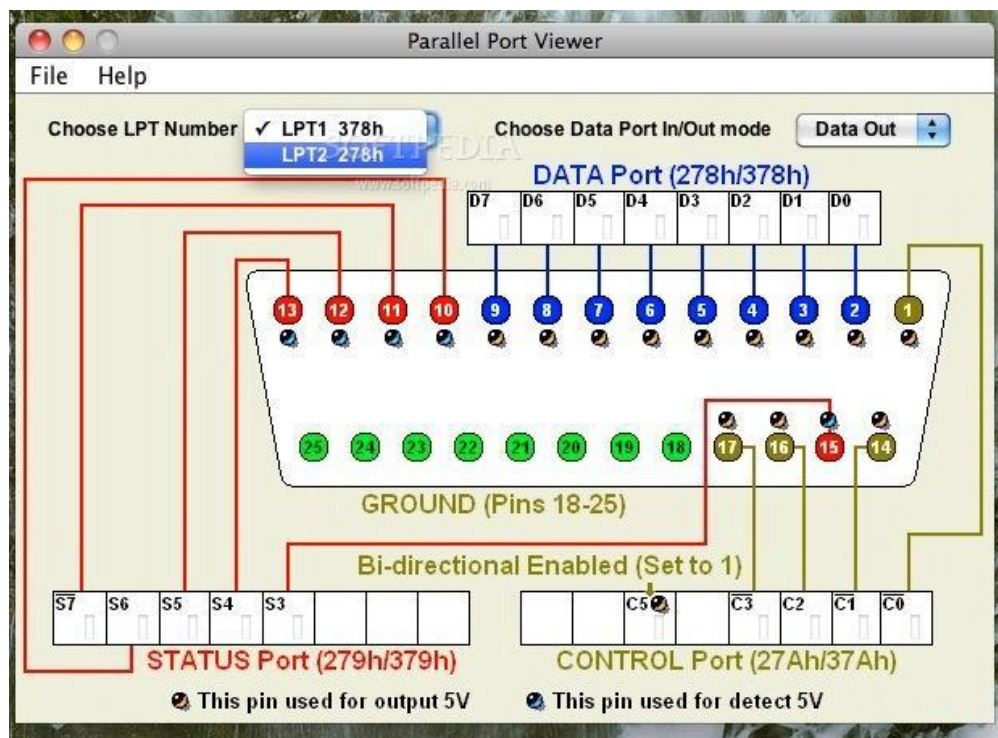 Parallel Port Viewer
File Help
Choose LPT Number ✓ LPT1 378h Choose Data Port In/Out mode Data Out
LPT2 278h
SOFTPEDIA
www.softpedia.com
DATA Port (278h/378h)
D7 D6 D5 D4 D3 D2 D1 D0
13 12 11 10 9 8 7 6 5 4 3 2 1
25 24 23 22 21 20 19 18 17 16 15 14
GROUND (Pins 18-25)
Bi-directional Enabled (Set to 1)
S7 S6 S5 S4 S3 C5 C3 C2 C1 C0
STATUS Port (279h/379h) CONTROL Port (27Ah/37Ah)
This pin used for output 5V This pin used for detect 5V